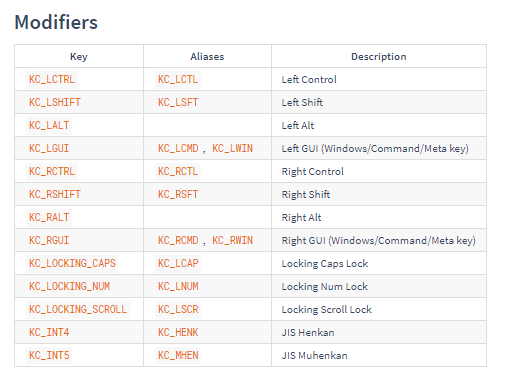 Modifiers
Key Aliases Description
KC_LCTRL KC_LCTL Left Control
KC_LSHIFT KC_LSFT Left Shift
KC_LALT Left Alt
KC_LGUI KC_LCMD , KC_LWIN Left GUI (Windows/Command/Meta key)
KC_RCTRL KC_RCTL Right Control
KC_RSHIFT KC_RSFT Right Shift
KC_RALT Right Alt
KC_RGUI KC_RCMD , KC_RWIN Right GUI (Windows/Command/Meta key)
KC_LOCKING_CAPS KC_LCAP Locking Caps Lock
KC_LOCKING_NUM KC_LNUM Locking Num Lock
KC_LOCKING_SCROLL KC_LSCR Locking Scroll Lock
KC_INT4 KC_HENK JIS Henkan
KC_INT5 KC_MHEN JIS Muhenkan